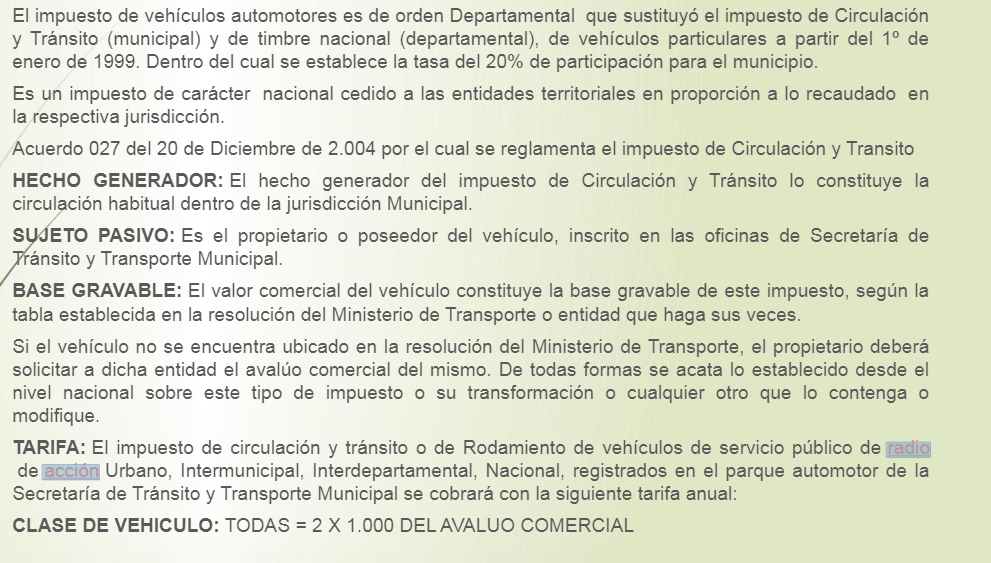 El impuesto de vehículos automotores es de orden Departamental que sustituyó el impuesto de Circulación
y Tránsito (municipal) y de timbre nacional (departamental), de vehículos particulares a partir del 1º de
enero de 1999. Dentro del cual se establece la tasa del 20% de participación para el municipio.
Es un impuesto de carácter nacional cedido a las entidades territoriales en proporción a lo recaudado en
la respectiva jurisdicción.
Acuerdo 027 del 20 de Diciembre de 2.004 por el cual se reglamenta el impuesto de Circulación y Transito
HECHO GENERADOR: El hecho generador del impuesto de Circulación y Tránsito lo constituye la
circulación habitual dentro de la jurisdicción Municipal.
SUJETO PASIVO: Es el propietario o poseedor del vehículo, inscrito en las oficinas de Secretaría de
Tránsito y Transporte Municipal.
BASE GRAVABLE: El valor comercial del vehículo constituye la base gravable de este impuesto, según la
tabla establecida en la resolución del Ministerio de Transporte o entidad que haga sus veces.
Si el vehículo no se encuentra ubicado en la resolución del Ministerio de Transporte, el propietario deberá
solicitar a dicha entidad el avalúo comercial del mismo. De todas formas se acata lo establecido desde el
nivel nacional sobre este tipo de impuesto o su transformación o cualquier otro que lo contenga o
modifique.
TARIFA: El impuesto de circulación y tránsito o de Rodamiento de vehículos de servicio público de radio
de acción Urbano, Intermunicipal, Interdepartamental, Nacional, registrados en el parque automotor de la
Secretaría de Tránsito y Transporte Municipal se cobrará con la siguiente tarifa anual:
CLASE DE VEHICULO: TODAS = 2 X 1.000 DEL AVALUO COMERCIAL